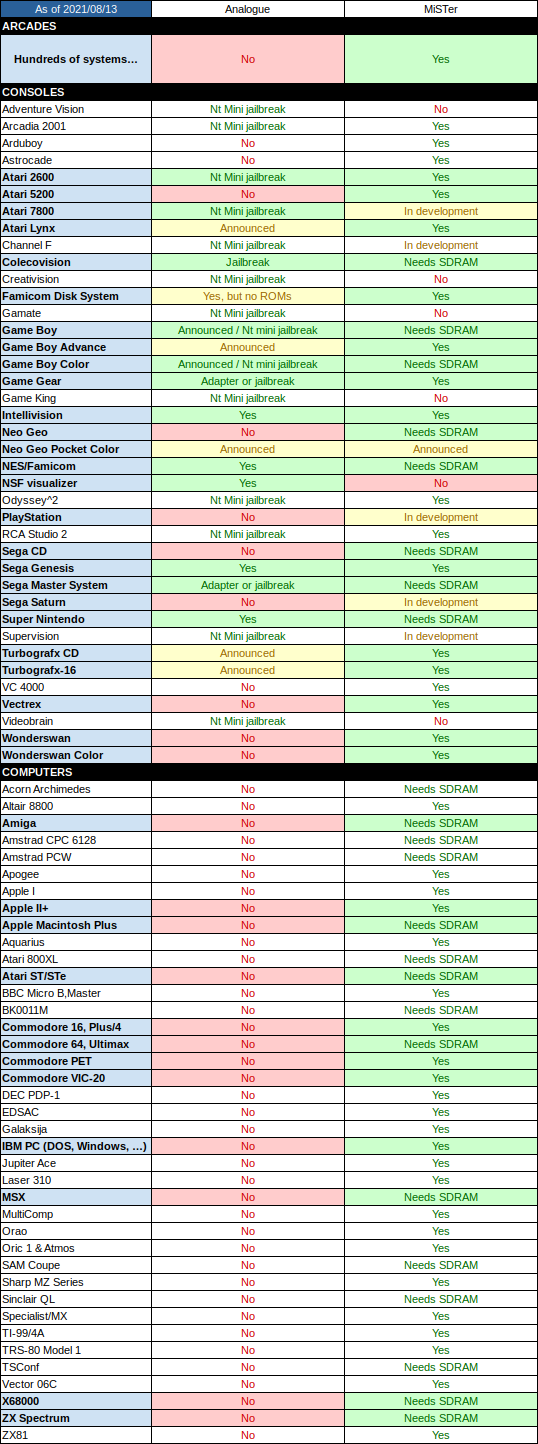 As of 2021/08/13 Analogue MiSTer
ARCADES
Hundreds of systems... No Yes
CONSOLES
Adventure Vision Nt Mini jailbreak No
Arcadia 2001 Nt Mini jailbreak Yes
Arduboy No Yes
Astrocade No Yes
Atari 2600 Nt Mini jailbreak Yes
Atari 5200 No Yes
Atari 7800 Nt Mini jailbreak In development
Atari Lynx Announced Yes
Channel F Nt Mini jailbreak In development
Colecovision Jailbreak Needs SDRAM
Creativision Nt Mini jailbreak No
Famicom Disk System Yes, but no ROMs Yes
Gamate Nt Mini jailbreak No
Game Boy Announced / Nt mini jailbreak Needs SDRAM
Game Boy Advance Announced Yes
Game Boy Color Announced / Nt mini jailbreak Needs SDRAM
Game Gear Adapter or jailbreak Yes
Game King Nt Mini jailbreak No
Intellivision Yes Yes
Neo Geo No Needs SDRAM
Neo Geo Pocket Color Announced Announced
NES/Famicom Yes Needs SDRAM
NSF visualizer Yes No
Odyssey^2 Nt Mini jailbreak Yes
PlayStation No In development
RCA Studio 2 Nt Mini jailbreak Yes
Sega CD No Needs SDRAM
Sega Genesis Yes Yes
Sega Master System Adapter or jailbreak Needs SDRAM
Sega Saturn No In development
Super Nintendo Yes Needs SDRAM
Supervision Nt Mini jailbreak In development
Turbografx CD Announced Yes
Turbografx-16 Announced Yes
VC 4000 No Yes
Vectrex No Yes
Videobrain Nt Mini jailbreak No
Wonderswan No Yes
Wonderswan Color No Yes
COMPUTERS
Acorn Archimedes No Needs SDRAM
Altair 8800 No Yes
Amiga No Needs SDRAM
Amstrad CPC 6128 No Needs SDRAM
Amstrad PCW No Needs SDRAM
Apogee No Yes
Apple I No Yes
Apple II+ No Yes
Apple Macintosh Plus No Needs SDRAM
Aquarius No Yes
Atari 800XL No Needs SDRAM
Atari ST/STe No Needs SDRAM
BBC Micro B,Master No Yes
BK0011M No Needs SDRAM
Commodore 16, Plus/4 No Yes
Commodore 64, Ultimax No Needs SDRAM
Commodore PET No Yes
Commodore VIC-20 No Yes
DEC PDP-1 No Yes
EDSAC No Yes
Galaksija No Yes
IBM PC (DOS, Windows, ...) No Yes
Jupiter Ace No Yes
Laser 310 No Yes
MSX No Needs SDRAM
MultiComp No Yes
Orao No Yes
Oric 1 & Atmos No Yes
SAM Coupe No Needs SDRAM
Sharp MZ Series No Yes
Sinclair QL No Needs SDRAM
Specialist/MX No Yes
TI-99/4A No Yes
TRS-80 Model 1 No Yes
TSConf No Needs SDRAM
Vector 06C No Yes
X68000 No Needs SDRAM
ZX Spectrum No Needs SDRAM
ZX81 No Yes